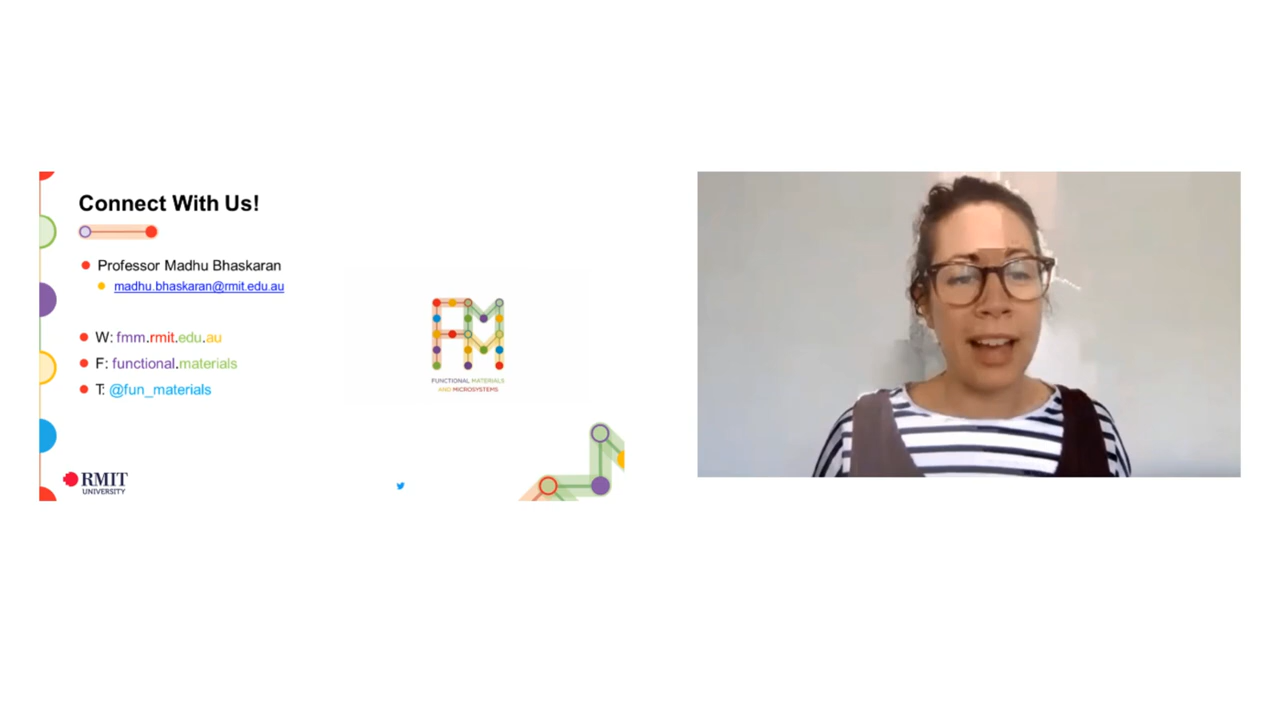 Connect With Us!
Professor Madhu Bhaskaran
madhu.bhaskaran@rmit.edu.au
W: fmm.rmit.edu.au
F: functional.materials
T: @fun_materials
FM
FUNCTIONAL MATERIALS
AND MICROSYSTEMS
RMIT
UNIVERSITY